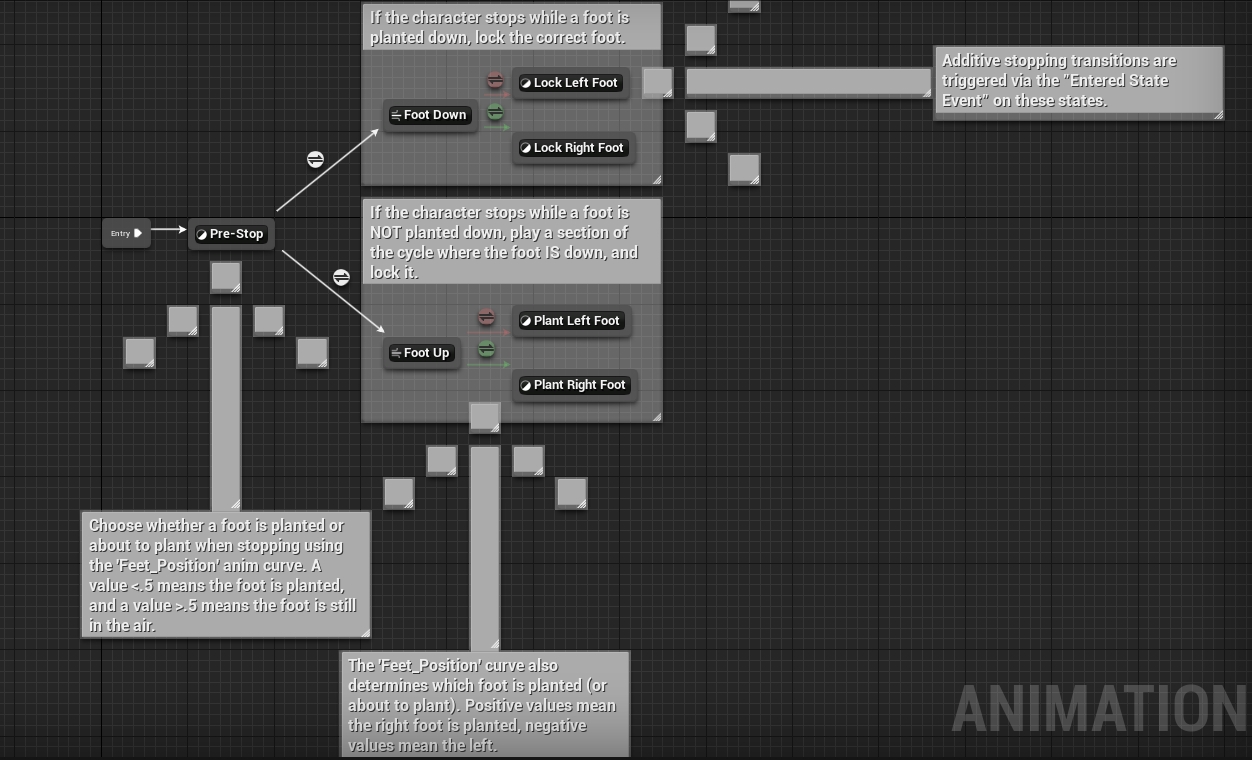 If the character stops while a foot is
planted down, lock the correct foot.
Lock Left Foot
Foot Down
Lock Right Foot
Additive stopping transitions are
triggered via the "Entered State
Event" on these states.
Entry
Pre-Stop
If the character stops while a foot is
NOT planted down, play a section of
the cycle where the foot IS down, and
lock it.
Plant Left Foot
Foot Up
Plant Right Foot
Choose whether a foot is planted or
about to plant when stopping using
the 'Feet_Position' anim curve. A
value <.5 means the foot is planted,
and a value >.5 means the foot is still
in the air.
The 'Feet_Position' curve also
determines which foot is planted (or
about to plant). Positive values mean
the right foot is planted, negative
values mean the left.
ANIMATION